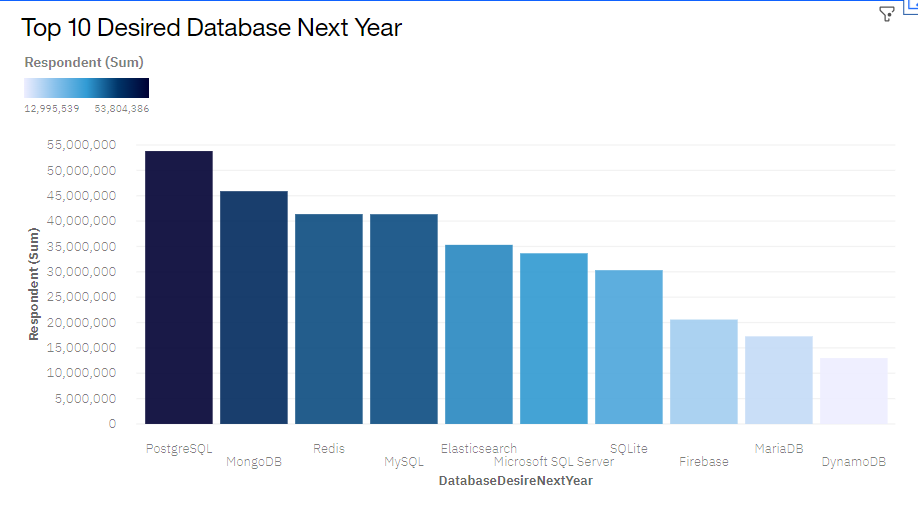 Top 10 Desired Database Next Year
Respondent (Sum)
12,995,539 53,804,386
55,000,000
50,000,000
45,000,000
40,000,000
35,000,000
30,000,000
25,000,000
20,000,000
15,000,000
10,000,000
5,000,000
0
Respondent (Sum)
PostgreSQL
MongoDB
Redis
MySQL
Elasticsearch
Microsoft SQL Server
SQLite
Firebase
MariaDB
DynamoDB
DatabaseDesireNextYear